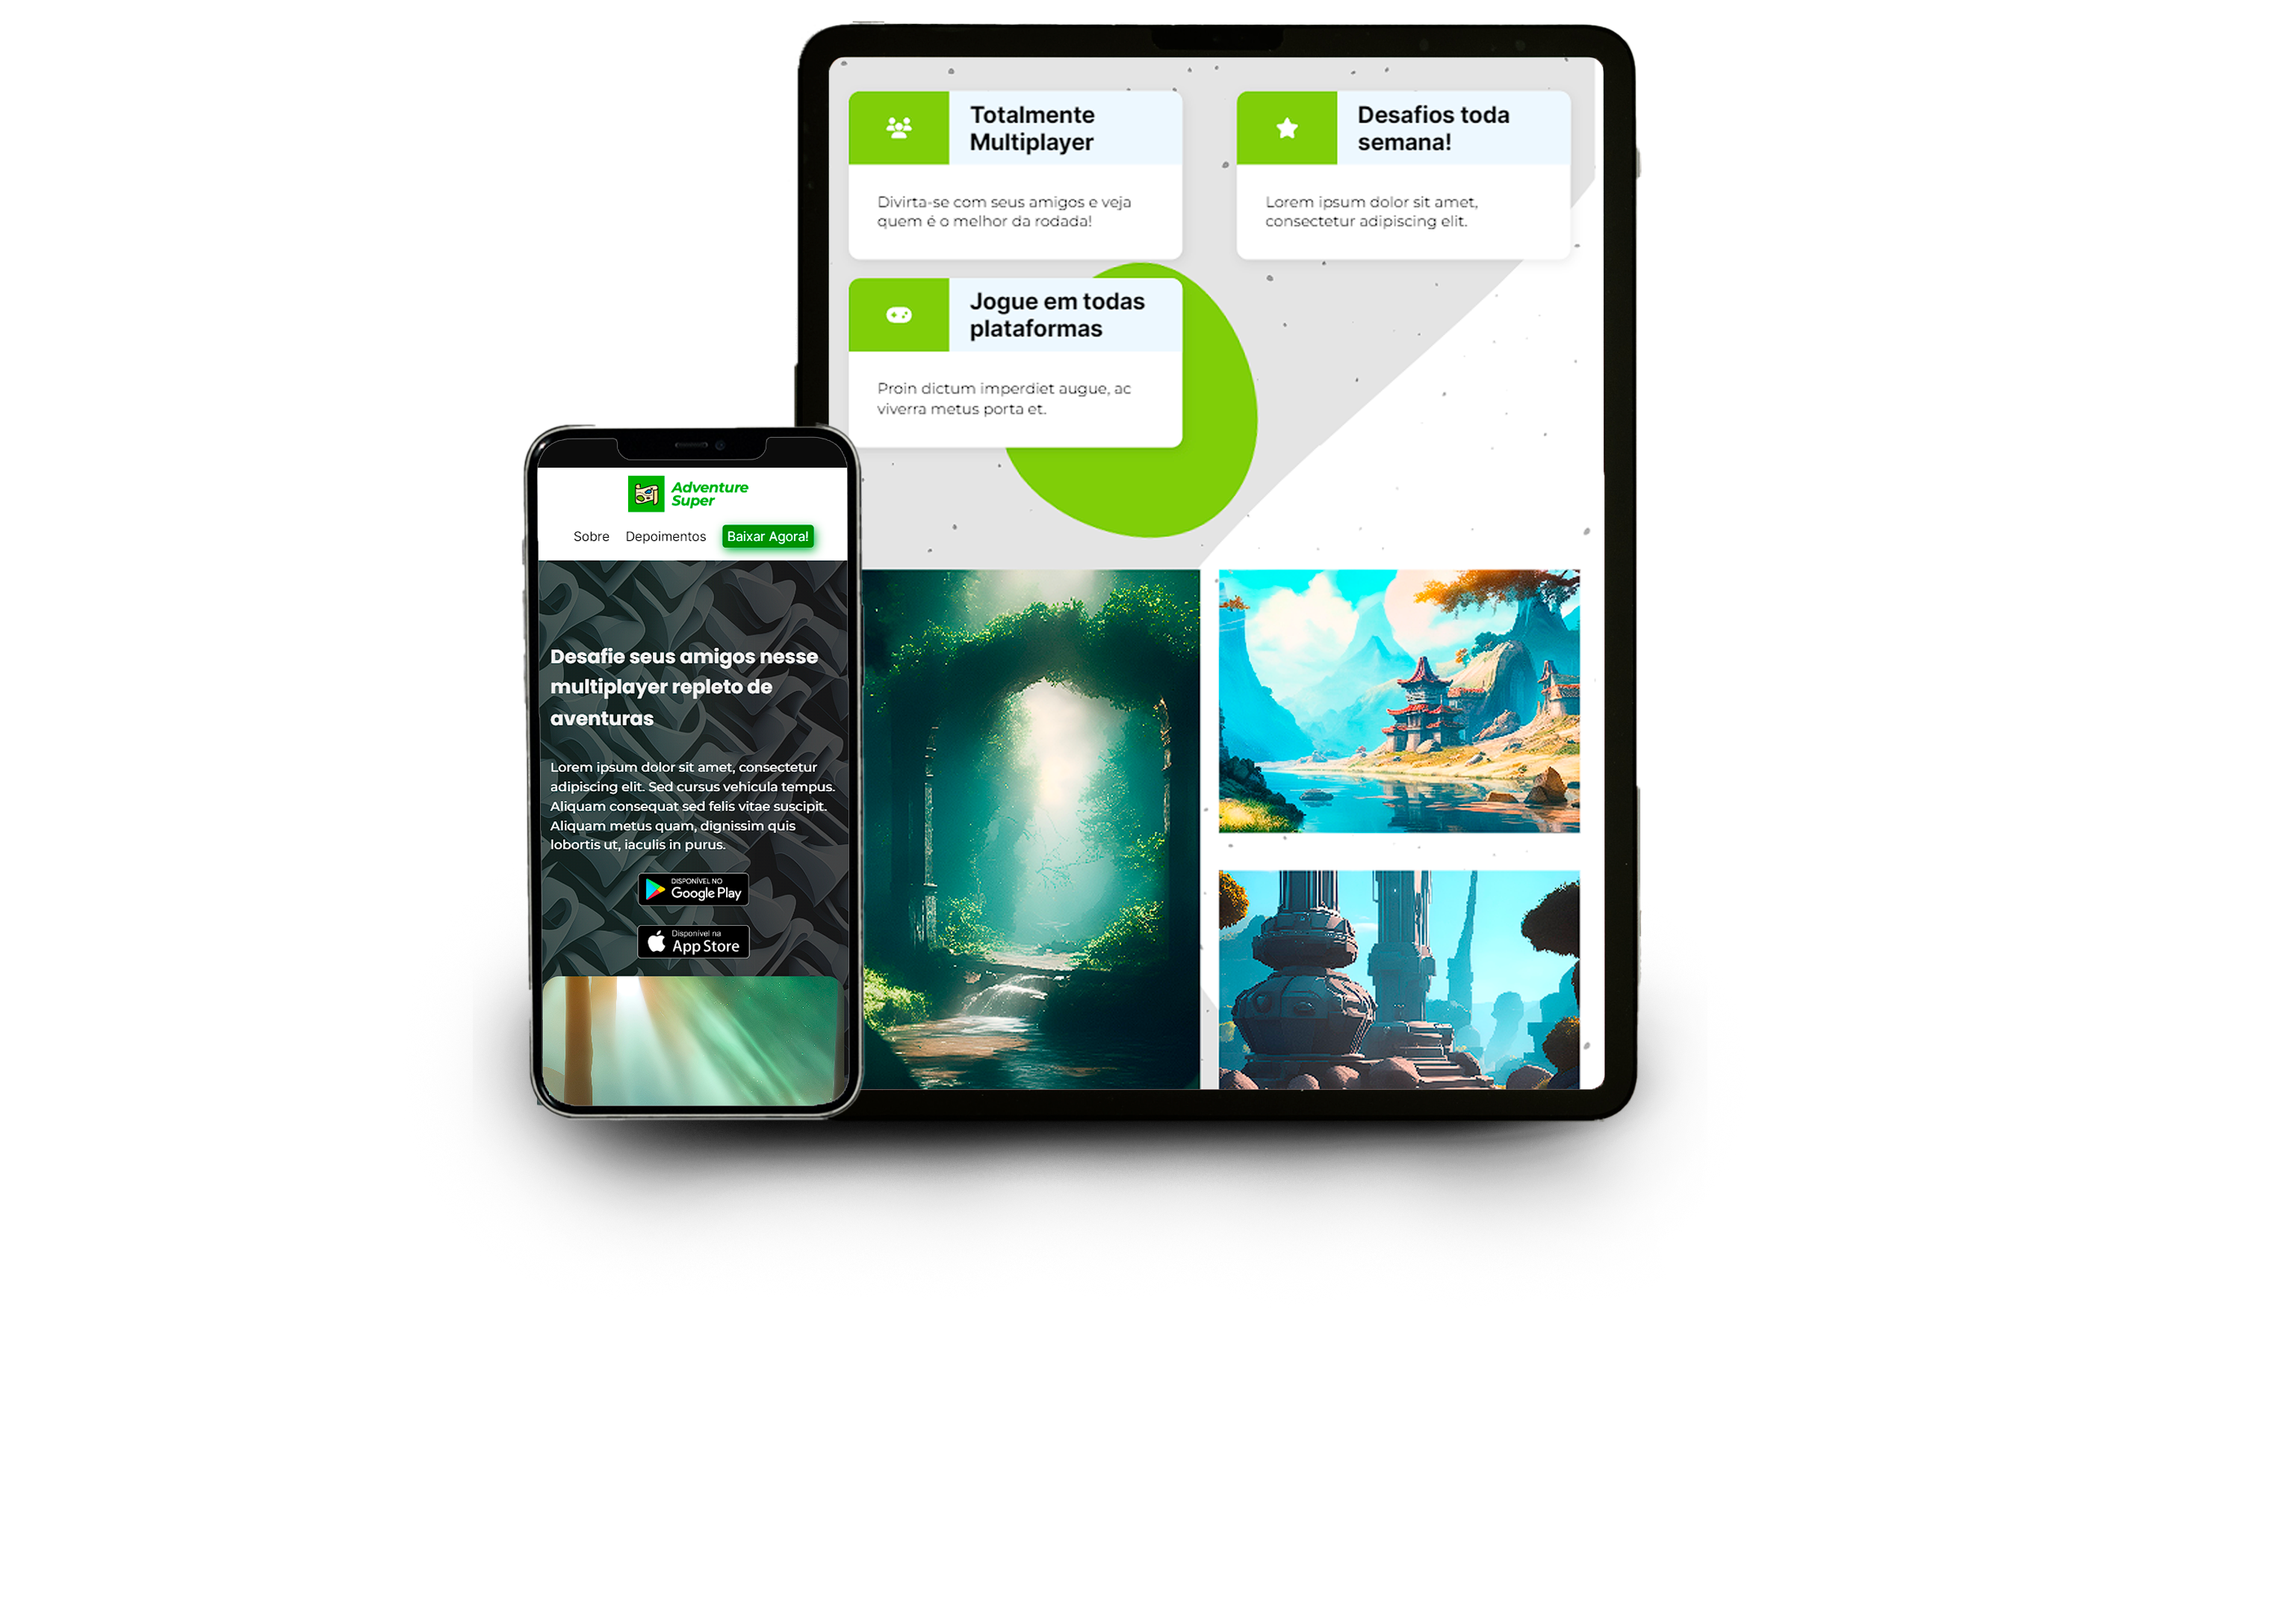 Totalmente
Multiplayer
Divirta-se com seus amigos e veja
quem é o melhor da rodada!
Desafios toda
semana!
Lorem ipsum dolor sit amet,
consectetur adipiscing elit.
Jogue em todas
plataformas
Proin dictum imperdiet augue, ac
viverra metus porta et.
Adventure
Super
Sobre Depoimentos Baixar Agora!
Desafie seus amigos nesse
multiplayer repleto de
aventuras
Lorem ipsum dolor sit amet, consectetur
adipiscing elit. Sed cursus vehicula tempus.
Aliquam consequat sed felis vitae suscipit.
Aliquam metus quam, dignissim quis
lobortis ut, iaculis in purus.
DISPONÍVEL NO
Google Play
Disponível na
App Store